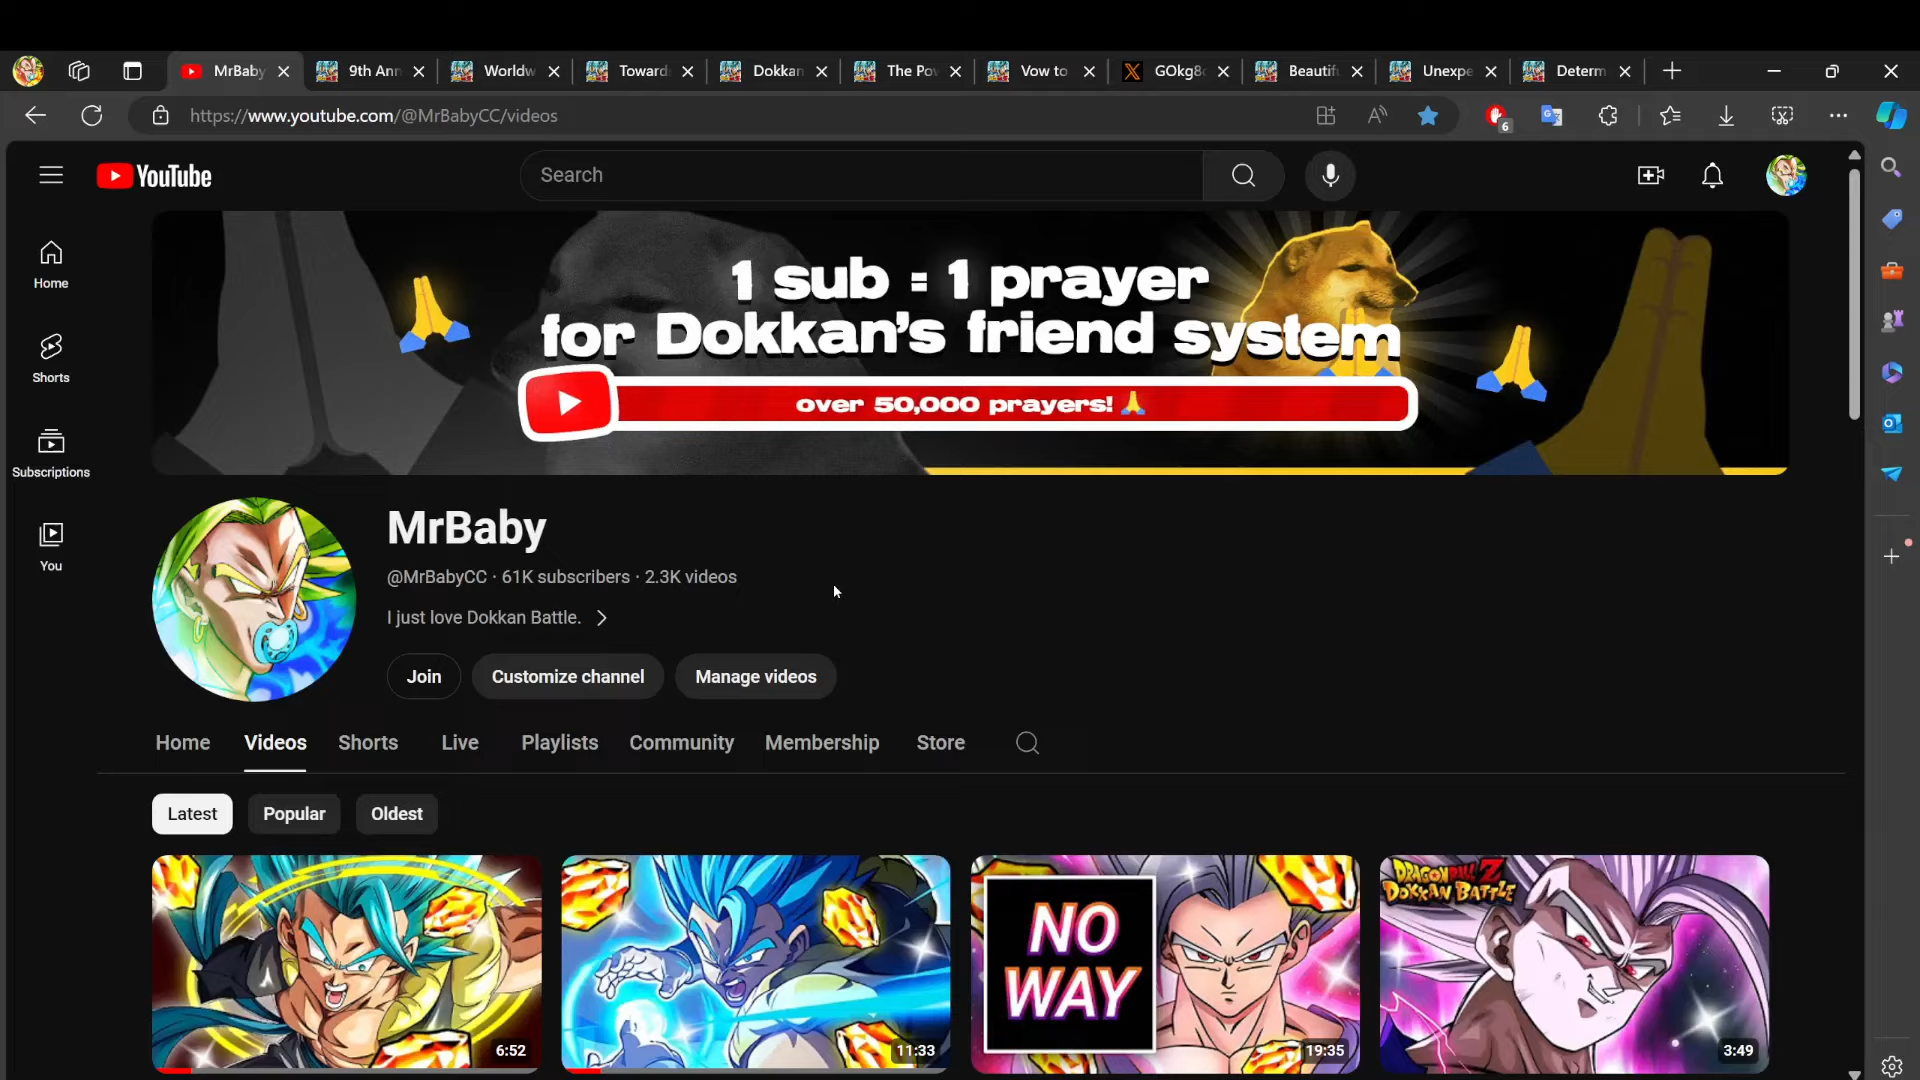 MrBaby
9th Ann
Worldw
Toward
Dokkan
The Po
Vow to
GOkg8
Beautif
Unexpe
Determ
https://www.youtube.com/@MrBabyCC/videos
6
YouTube
Search
Home
Shorts
Subscriptions
You
1 sub = 1 prayer
for Dokkan's friend system
over 50,000 prayers! 🙏
MrBaby
@MrBabyCC · 61K subscribers · 2.3K videos
I just love Dokkan Battle.
Join Customize channel Manage videos
Home Videos Shorts Live Playlists Community Membership Store
Latest Popular Oldest
6:52
11:33
NO
WAY
19:35
DRAGON BALL Z
DOKKAN BATTLE
3:49